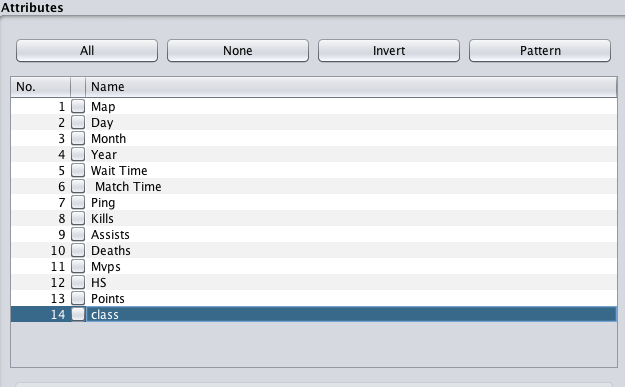 Attributes
All None Invert Pattern
No. Name
1 Map
2 Day
3 Month
4 Year
5 Wait Time
6 Match Time
7 Ping
8 Kills
9 Assists
10 Deaths
11 Mvps
12 HS
13 Points
14 class